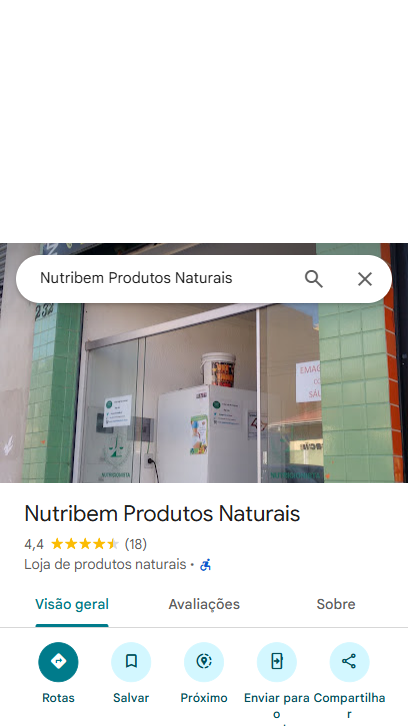 Nutribem Produtos Naturais
232
EMAG
SAÚ
Nutribem Produtos Naturais
4,4 (18)
Loja de produtos naturais ·
Visão geral Avaliações Sobre
Rotas Salvar Próximo Enviar para o Compartilhar